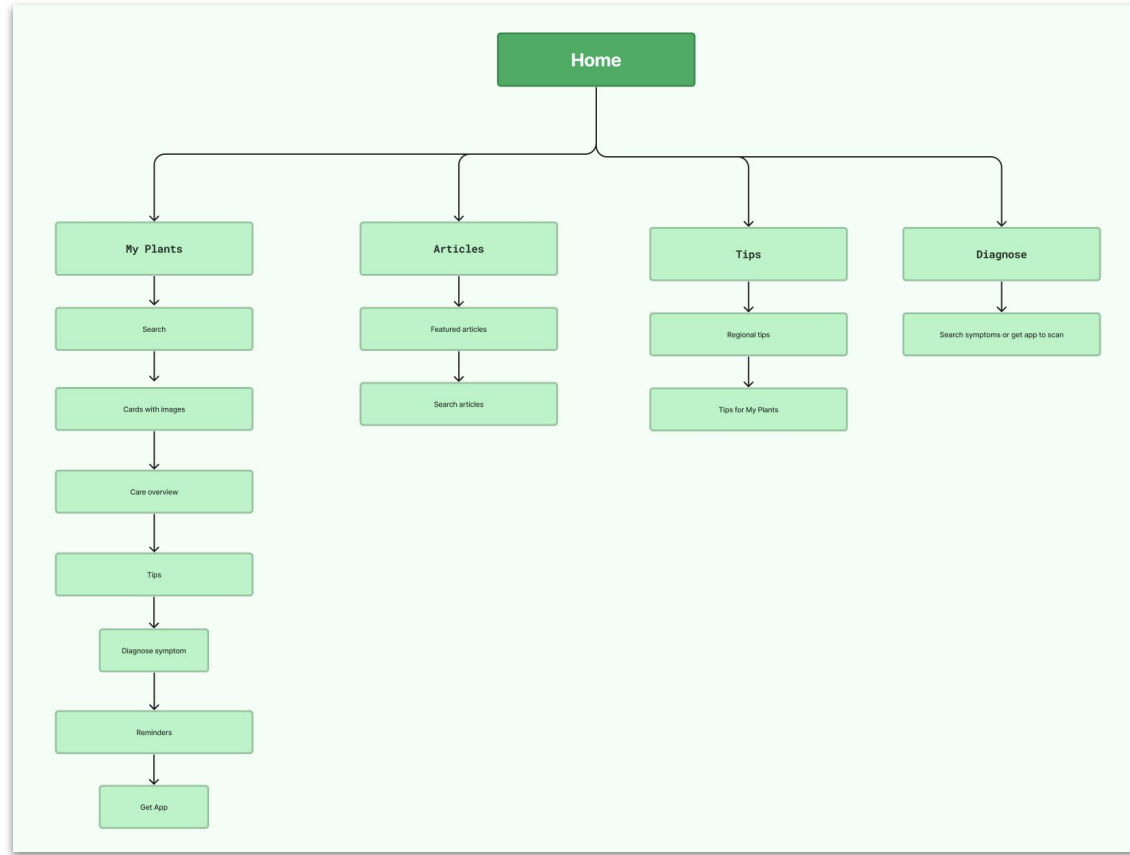 Home
My Plants
Search
Cards with images
Care overview
Tips
Diagnose symptom
Reminders
Get App
Articles
Featured articles
Search articles
Tips
Regional tips
Tips for My Plants
Diagnose
Search symptoms or get app to scan